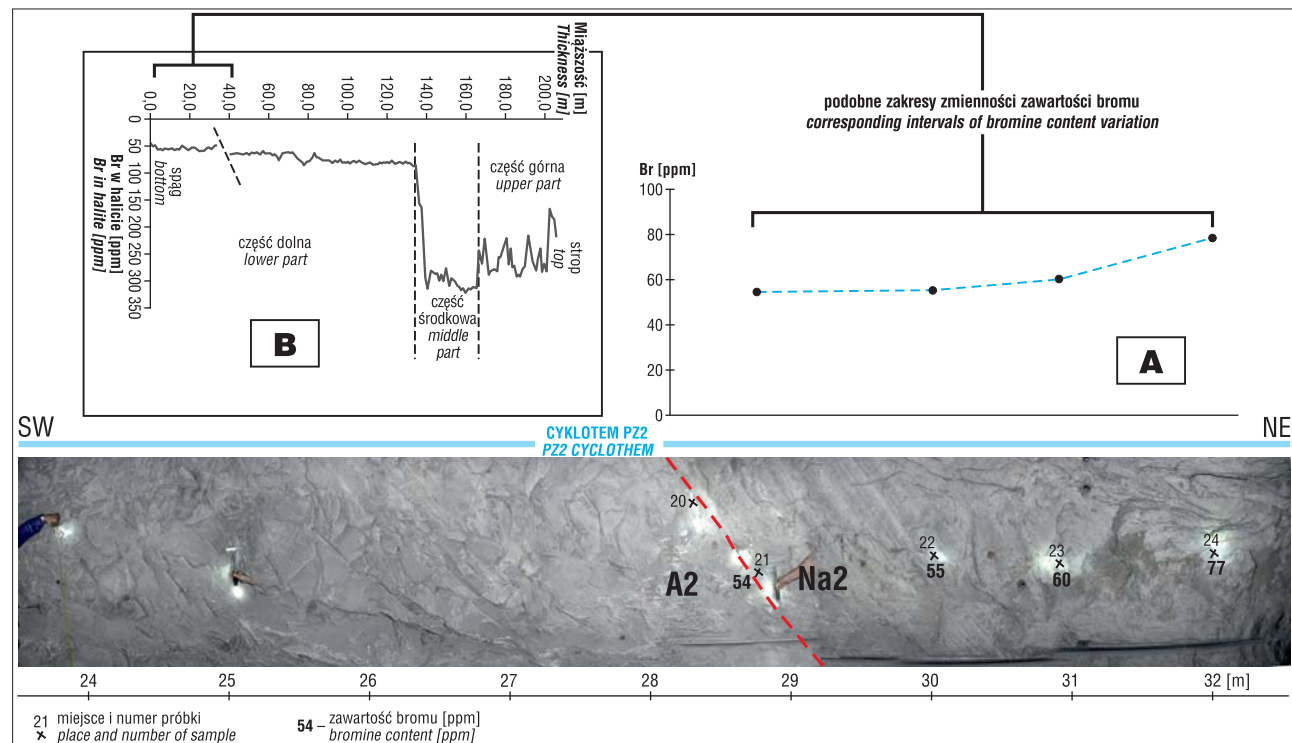 Miąższość [m]
Thickness [m]
0,0
20,0
40,0
60,0
80,0
100,0
120,0
140,0
160,0
180,0
200,0
0
50
100
150
200
250
300
350
Br w halicie [ppm]
Br in halite [ppm]
spąg
bottom
część dolna
lower part
część
środkowa
middle
part
część górna
upper part
strop
top
B
podobne zakresy zmienności zawartości bromu
corresponding intervals of bromine content variation
Br [ppm]
100
80
60
40
20
0
A
SW
CYKLOTEM PZ2
PZ2 CYCLOTHEM
NE
20
21
54
A2
Na2
22
55
23
60
24
77
24
25
26
27
28
29
30
31
32 [m]
21 miejsce i numer próbki
x place and number of sample
54 – zawartość bromu [ppm]
bromine content [ppm]